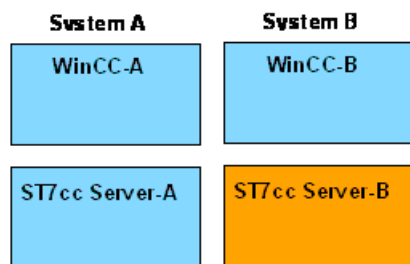 System A System B
WinCC-A WinCC-B
ST7cc Server-A ST7cc Server-B